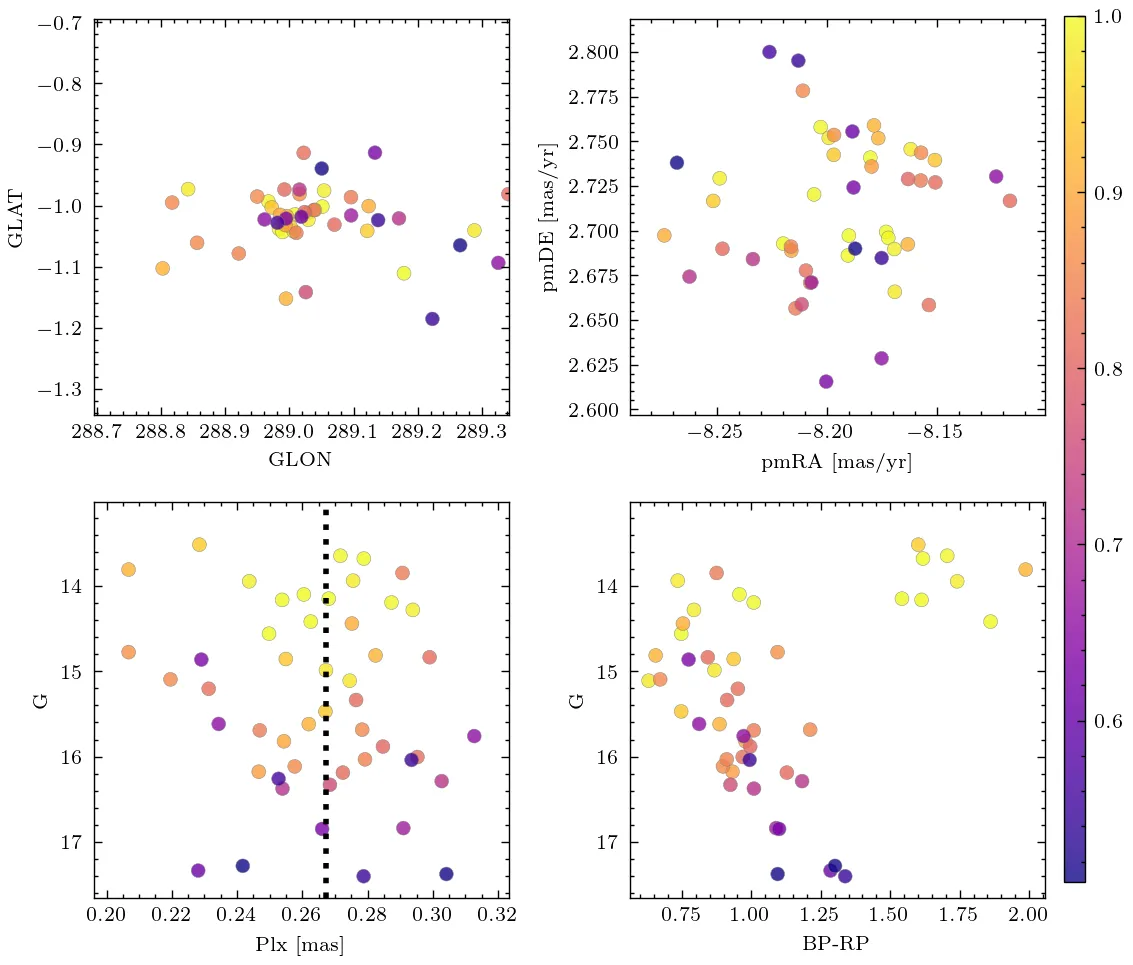 −0.7
−0.8
−0.9
−1.0
−1.1
−1.2
−1.3
GLAT
288.7 288.8 288.9 289.0 289.1 289.2 289.3
GLON
2.800
2.775
2.750
2.725
2.700
2.675
2.650
2.625
2.600
pmDE [mas/yr]
−8.25 −8.20 −8.15
pmRA [mas/yr]
1.0
0.9
0.8
0.7
0.6
14
15
16
17
G
0.20 0.22 0.24 0.26 0.28 0.30 0.32
Plx [mas]
14
15
16
17
G
0.75 1.00 1.25 1.50 1.75 2.00
BP-RP